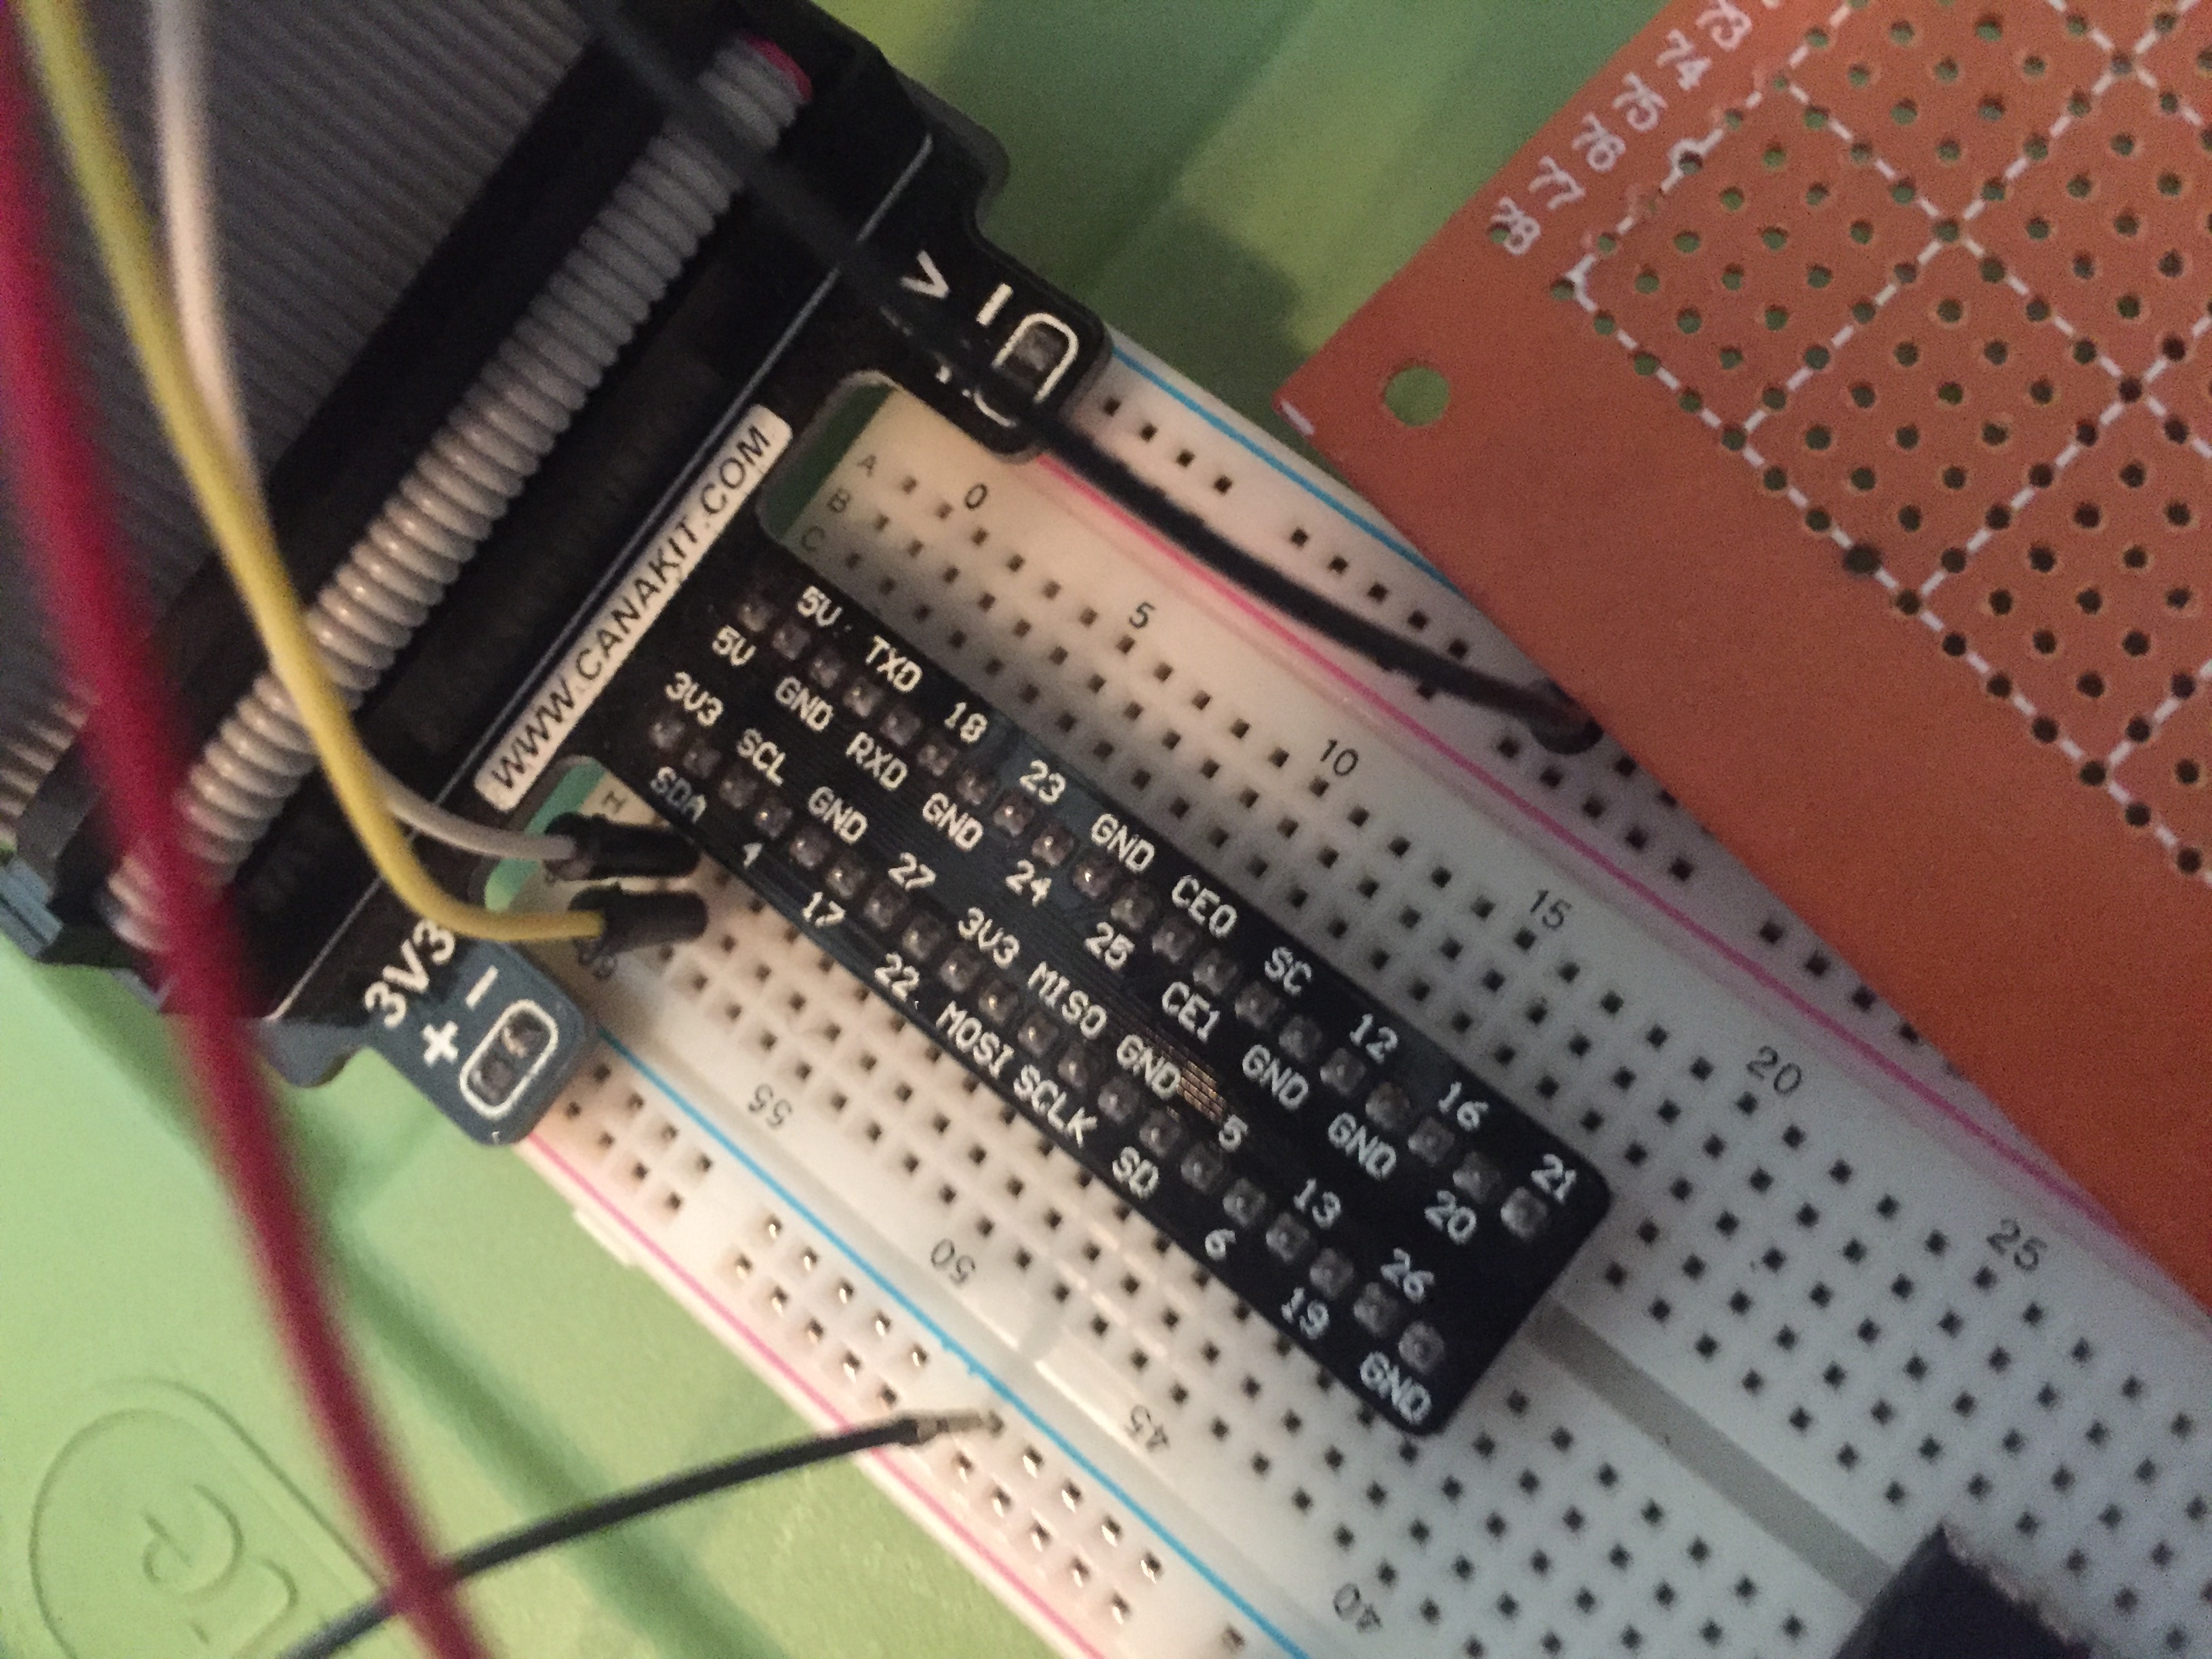 te
3V3
+ −
WWW.CANAKIT.COM
H
C B A
SDA 3V3 5V
1 SCL GND 5V
17 GND RXD TXD
22 27 GND 18
MOSI 3V3 24 23
SCLK MISO 25 GND
SD GND CE1 CE0
6 5 GND SC
19 13 GND 12
GND 26 20 16
21
55
50
45
40
0
5
10
15
20
25
78
77
76
75
74
73